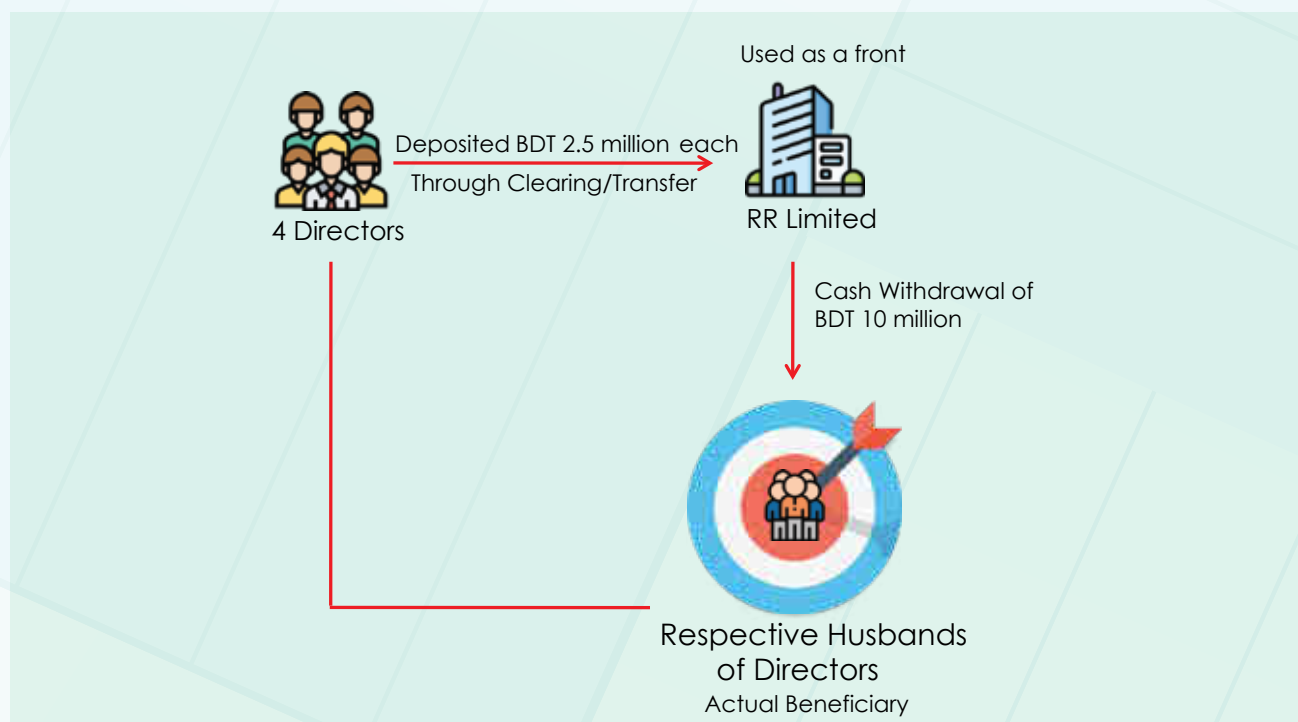 Used as a front
Deposited BDT 2.5 million each
Through Clearing/Transfer
4 Directors
RR Limited
Cash Withdrawal of
BDT 10 million
Respective Husbands
of Directors
Actual Beneficiary